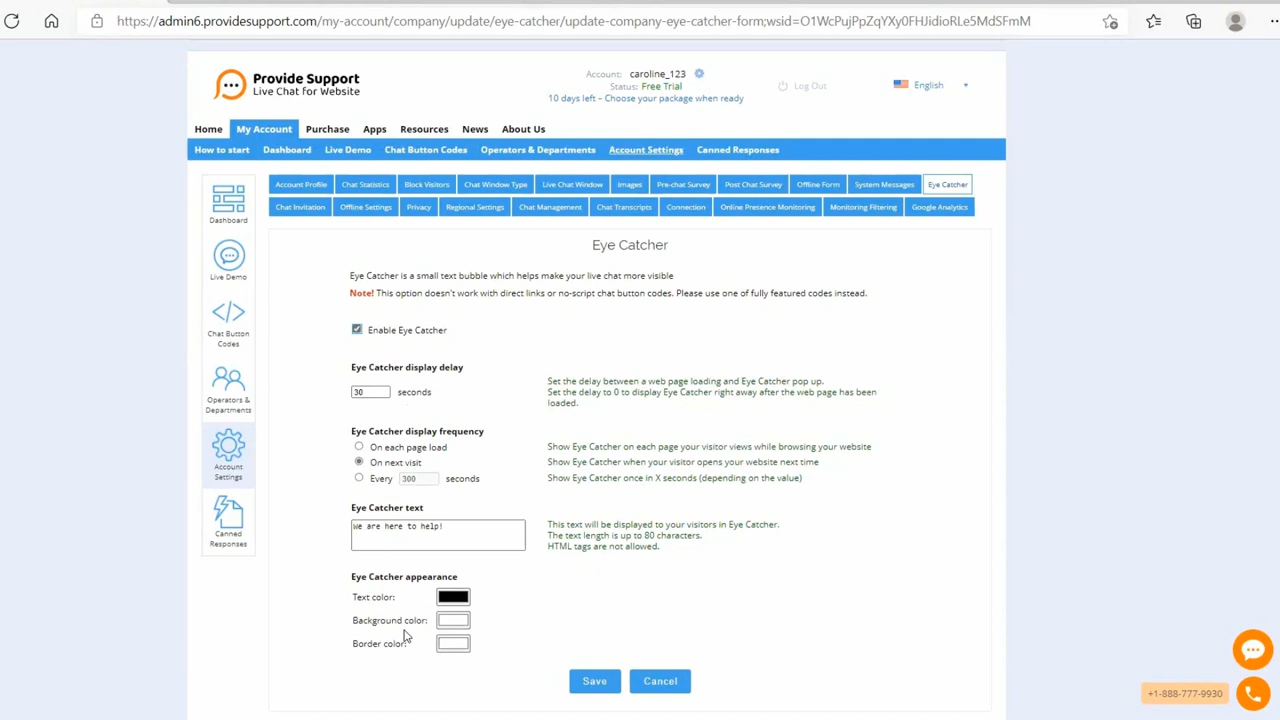 https://admin6.providesupport.com/my-account/company/update/eye-catcher/update-company-eye-catcher-form;wsid=O1WcPujPpZqYXy0FHJidioRLe5MdSFmM
Provide Support
Live Chat for Website
Account: caroline_123
Status: Free Trial
10 days left – Choose your package when ready
Log Out
English
Home My Account Purchase Apps Resources News About Us
How to start Dashboard Live Demo Chat Button Codes Operators & Departments Account Settings Canned Responses
Account Profile Chat Statistics Block Visitors Chat Window Type Live Chat Window Images Pre-chat Survey Post Chat Survey Offline Form System Messages Eye Catcher
Chat Invitation Offline Settings Privacy Regional Settings Chat Management Chat Transcripts Connection Online Presence Monitoring Monitoring Filtering Google Analytics
Dashboard
Live Demo
Chat Button
Codes
Operators &
Departments
Account
Settings
Canned
Responses
Eye Catcher
Eye Catcher is a small text bubble which helps make your live chat more visible
Note! This option doesn't work with direct links or no-script chat button codes. Please use one of fully featured codes instead.
Enable Eye Catcher
Eye Catcher display delay
30 seconds
Set the delay between a web page loading and Eye Catcher pop up.
Set the delay to 0 to display Eye Catcher right away after the web page has been
loaded.
Eye Catcher display frequency
On each page load
Show Eye Catcher on each page your visitor views while browsing your website
On next visit
Show Eye Catcher when your visitor opens your website next time
Every 300 seconds
Show Eye Catcher once in X seconds (depending on the value)
Eye Catcher text
We are here to help!
This text will be displayed to your visitors in Eye Catcher.
The text length is up to 80 characters.
HTML tags are not allowed.
Eye Catcher appearance
Text color:
Background color:
Border color:
Save Cancel
+1-888-777-9930